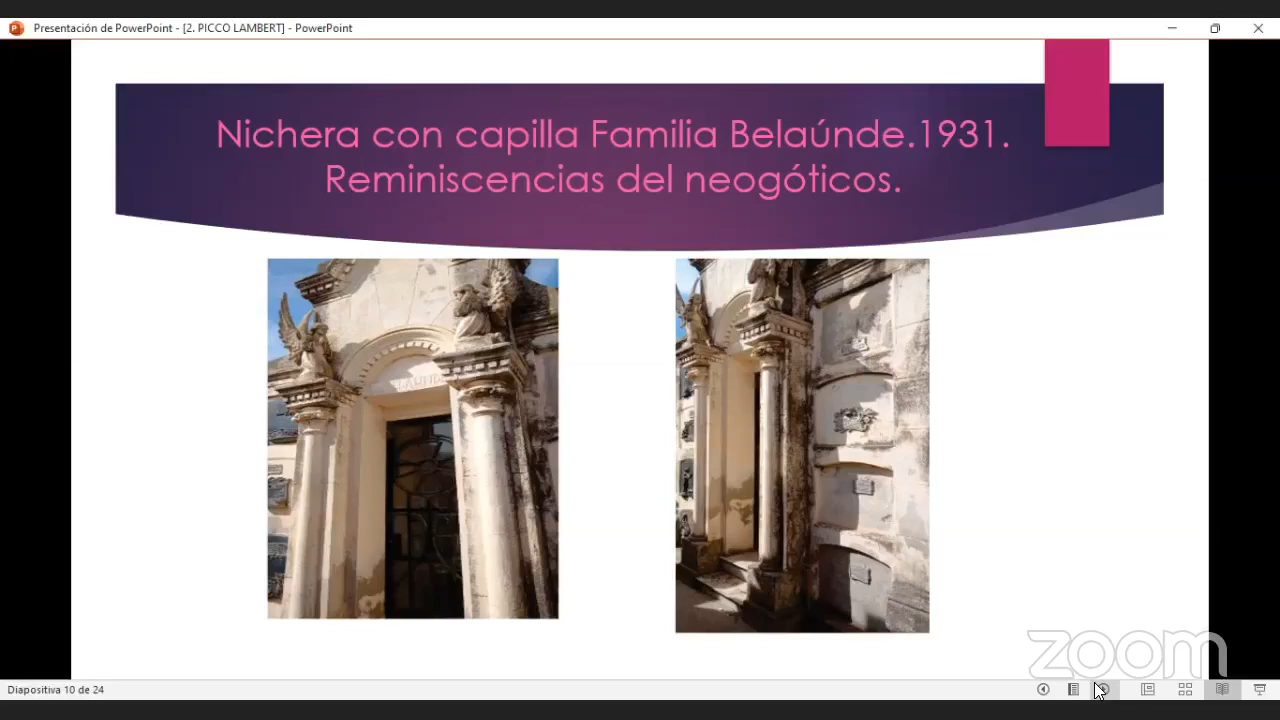 Presentación de PowerPoint - [2. PICCO LAMBERT] - PowerPoint
Nichera con capilla Familia Belaúnde.1931.
Reminiscencias del neogóticos.
zoom
Diapositiva 10 de 24